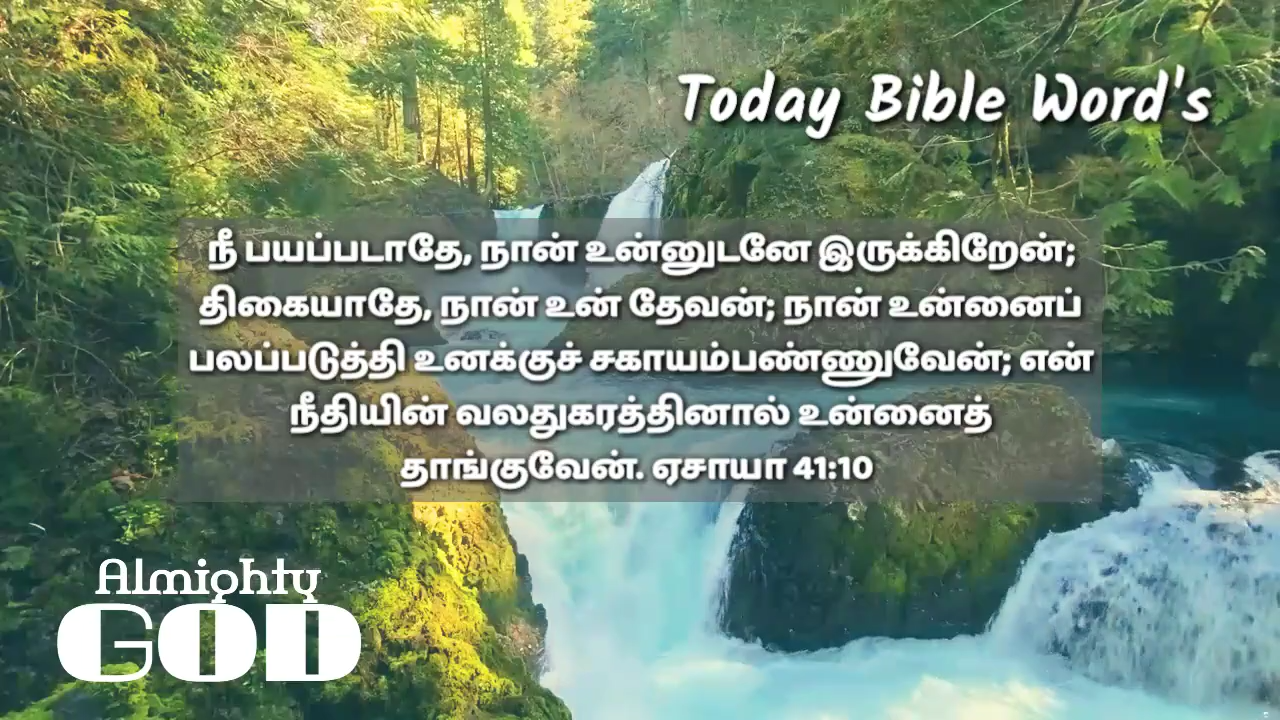 Today Bible Word's
நீ பயப்படாதே, நான் உன்னுடனே இருக்கிறேன்;
திகையாதே, நான் உன் தேவன்; நான் உன்னைப்
பலப்படுத்தி உனக்குச் சகாயம்பண்ணுவேன்; என்
நீதியின் வலதுகரத்தினால் உன்னைத்
தாங்குவேன். ஏசாயா 41:10
Almighty
GOD